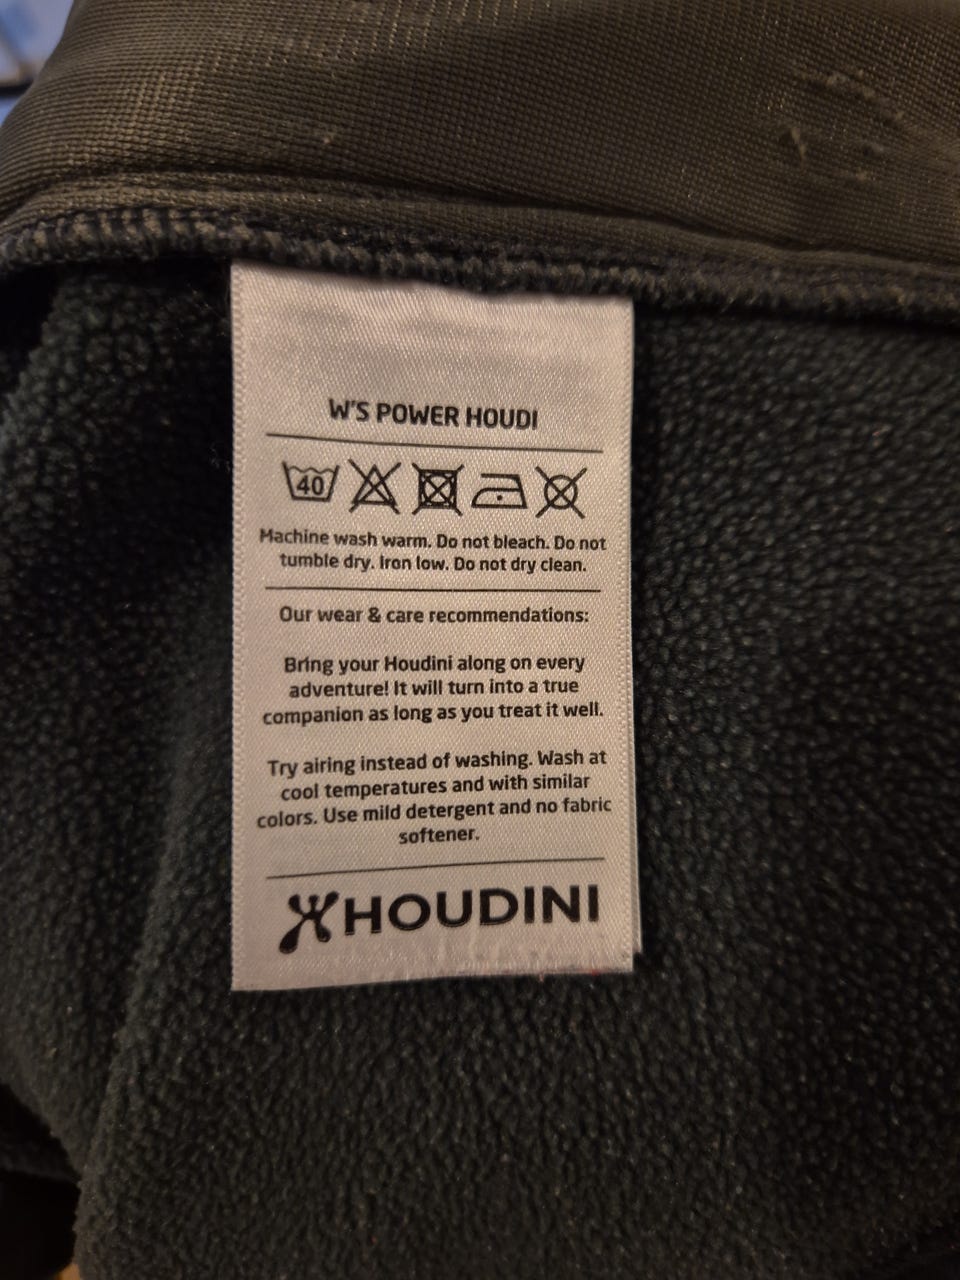 W'S POWER HOUDI
40
Machine wash warm. Do not bleach. Do not
tumble dry. Iron low. Do not dry clean.
Our wear & care recommendations:
Bring your Houdini along on every
adventure! It will turn into a true
companion as long as you treat it well.
Try airing instead of washing. Wash at
cool temperatures and with similar
colors. Use mild detergent and no fabric
softener.
HOUDINI